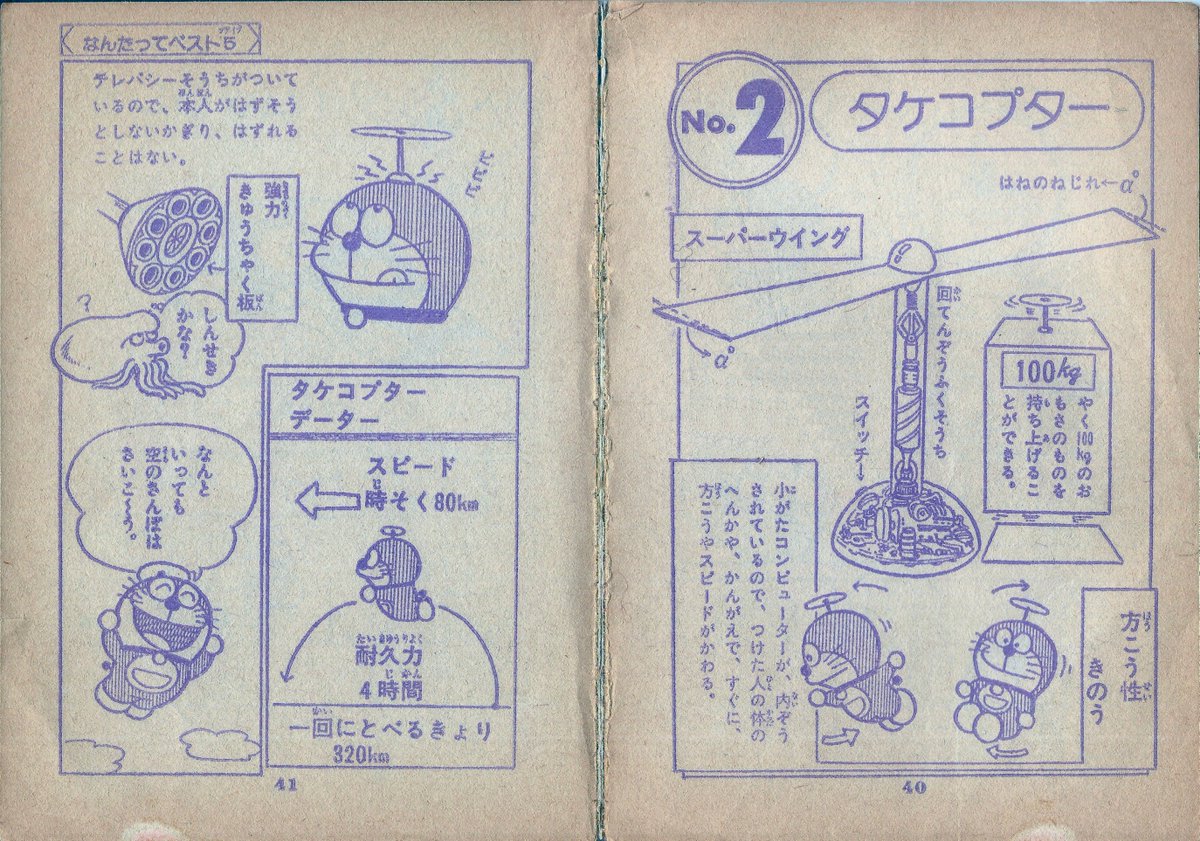 No.2
タケコプター
はねのねじれ←α°
スーパーウイング
α°
回てんぞうふくそうち
スイッチ→
100kg
やく100kgのお
もさのものを
持ち上げるこ
とができる。
小がたコンピューターが、内ぞう
されているので、つけた人の体の
へんかや、かんがえで、すぐに、
方こうやスピードがかわる。
方こう性
きのう
40
なんたってベスト5
テレパシーそうちがついて
いるので、本人がはずそう
としないかぎり、はずれる
ことはない。
ビビビ
強力
きゅうちゃく板
?
しんせき
かな?
タケコプター
データー
スピード
時そく80km
耐久力
4時間
一回にとべるきょり
320km
なんと
いっても
空のさんぽは
さいこ〜う。
41